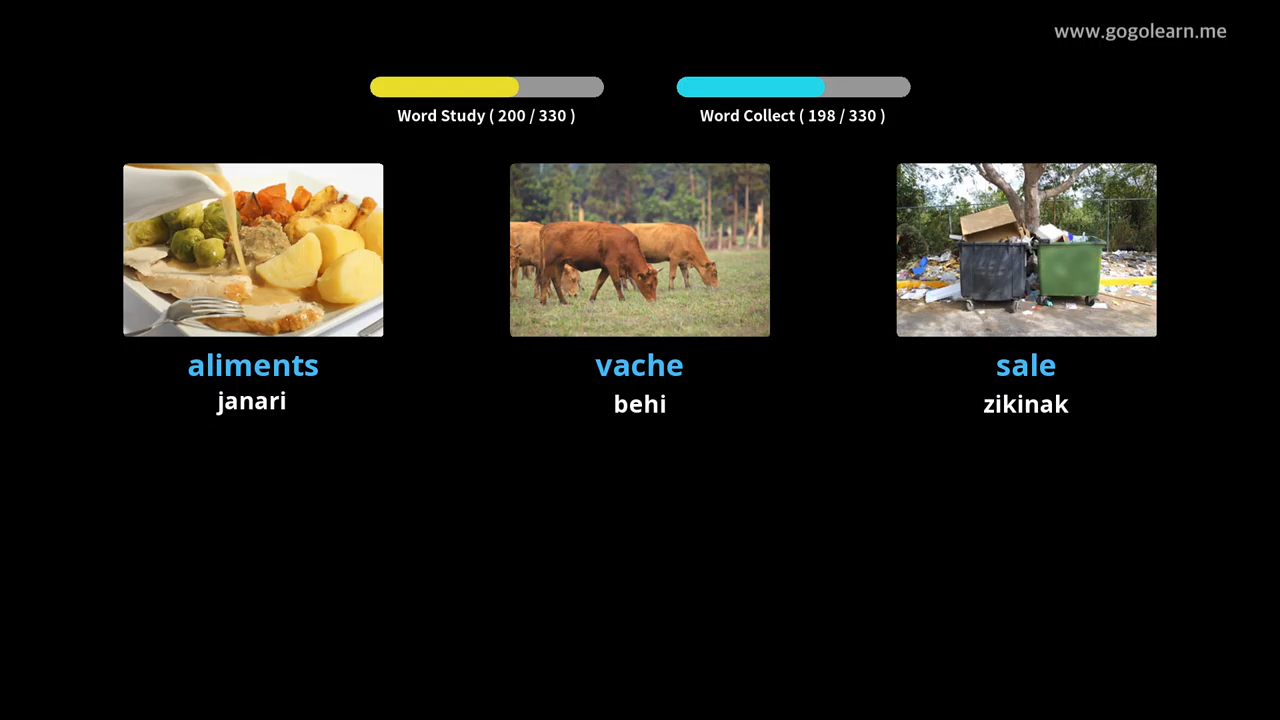 www.gogolearn.me
Word Study ( 200 / 330 )
Word Collect ( 198 / 330 )
aliments
janari
vache
behi
sale
zikinak